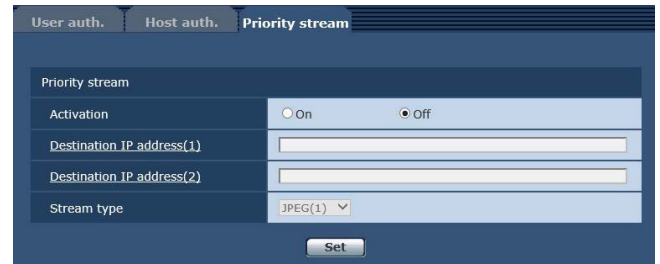 User auth. Host auth. Priority stream
Priority stream
Activation On Off
Destination IP address(1)
Destination IP address(2)
Stream type JPEG(1)
Set